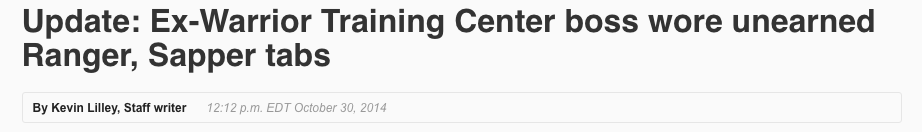 Update: Ex-Warrior Training Center boss wore unearned
Ranger, Sapper tabs
By Kevin Lilley, Staff writer 12:12 p.m. EDT October 30, 2014